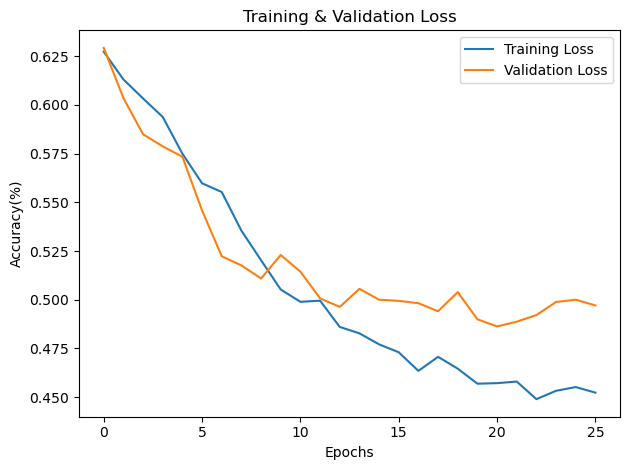 Training & Validation Loss
Training Loss
Validation Loss
Accuracy(%)
0.625
0.600
0.575
0.550
0.525
0.500
0.475
0.450
0
5
10
15
20
25
Epochs